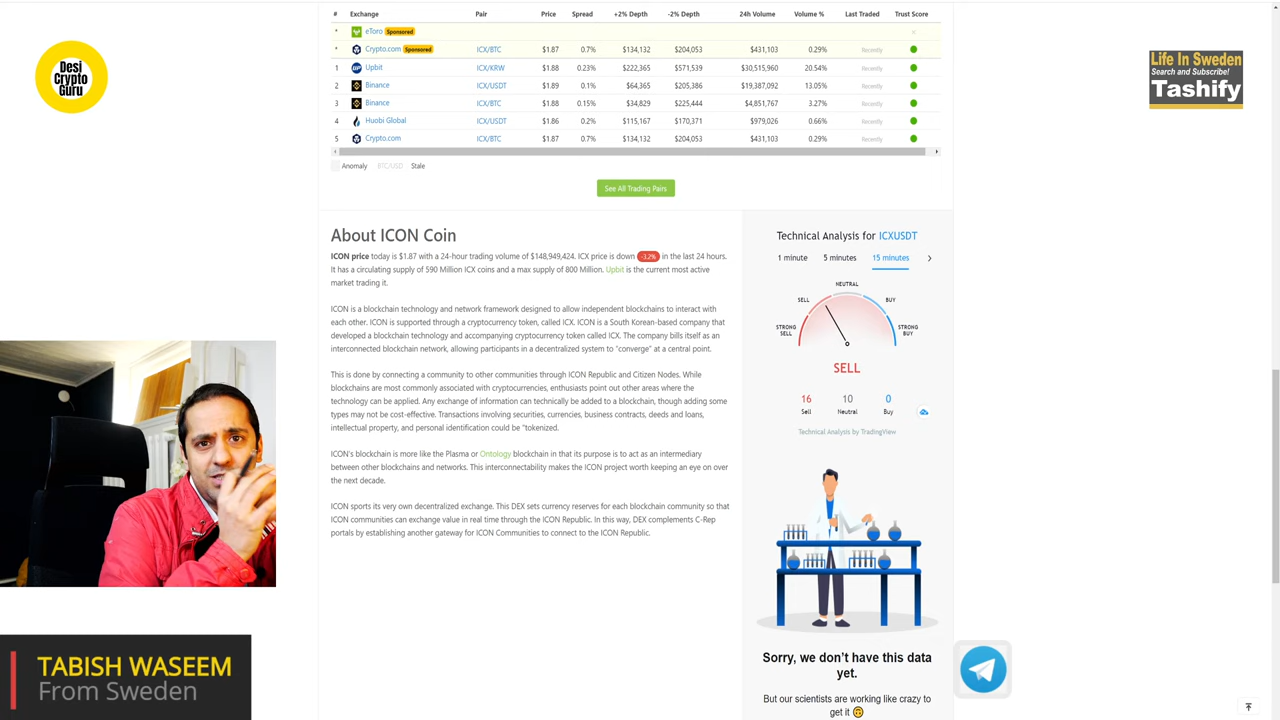 # Exchange Pair Price Spread +2% Depth -2% Depth 24h Volume Volume % Last Traded Trust Score
* eToro Sponsored
* Crypto.com Sponsored ICX/BTC $1.87 0.7% $134,132 $204,053 $431,103 0.29% Recently
1 Upbit ICX/KRW $1.88 0.23% $222,365 $571,539 $30,515,960 20.54% Recently
2 Binance ICX/USDT $1.89 0.1% $64,365 $205,386 $19,387,092 13.05% Recently
3 Binance ICX/BTC $1.88 0.15% $34,829 $225,444 $4,851,767 3.27% Recently
4 Huobi Global ICX/USDT $1.86 0.2% $115,167 $170,371 $979,026 0.66% Recently
5 Crypto.com ICX/BTC $1.87 0.7% $134,132 $204,053 $431,103 0.29% Recently
Anomaly BTC/USD Stale
See All Trading Pairs
Desi
Crypto
Guru
Life In Sweden
Search and Subscribe!
Tashify
About ICON Coin
ICON price today is $1.87 with a 24-hour trading volume of $148,949,424. ICX price is down -3.2% in the last 24 hours.
It has a circulating supply of 590 Million ICX coins and a max supply of 800 Million. Upbit is the current most active
market trading it.
ICON is a blockchain technology and network framework designed to allow independent blockchains to interact with
each other. ICON is supported through a cryptocurrency token, called ICX. ICON is a South Korean-based company that
developed a blockchain technology and accompanying cryptocurrency token called ICX. The company bills itself as an
interconnected blockchain network, allowing participants in a decentralized system to "converge" at a central point.
This is done by connecting a community to other communities through ICON Republic and Citizen Nodes. While
blockchains are most commonly associated with cryptocurrencies, enthusiasts point out other areas where the
technology can be applied. Any exchange of information can technically be added to a blockchain, though adding some
types may not be cost-effective. Transactions involving securities, currencies, business contracts, deeds and loans,
intellectual property, and personal identification could be "tokenized.
ICON's blockchain is more like the Plasma or Ontology blockchain in that its purpose is to act as an intermediary
between other blockchains and networks. This interconnectability makes the ICON project worth keeping an eye on over
the next decade.
ICON sports its very own decentralized exchange. This DEX sets currency reserves for each blockchain community so that
ICON communities can exchange value in real time through the ICON Republic. In this way, DEX complements C-Rep
portals by establishing another gateway for ICON Communities to connect to the ICON Republic.
Technical Analysis for ICXUSDT
1 minute 5 minutes 15 minutes
NEUTRAL
SELL BUY
STRONG SELL STRONG BUY
SELL
16 10 0
Sell Neutral Buy
Technical Analysis by TradingView
Sorry, we don't have this data
yet.
But our scientists are working like crazy to
get it 🙃
TABISH WASEEM
From Sweden